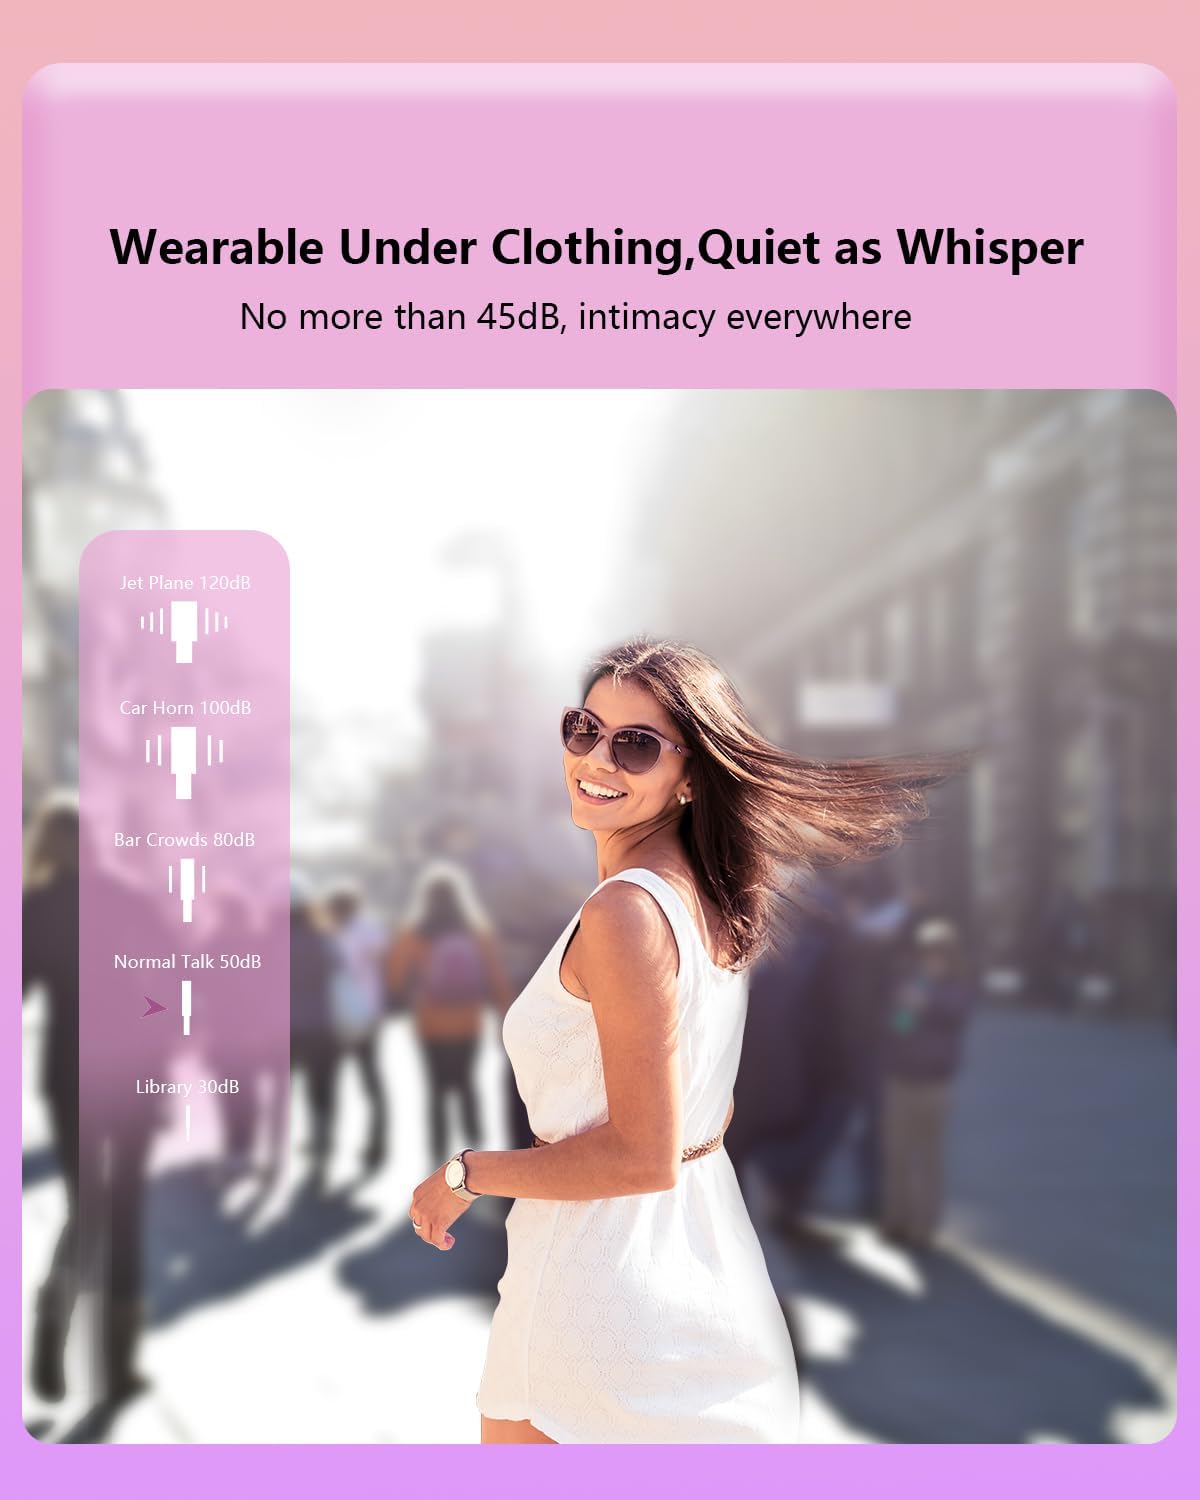 Wearable Under Clothing,Quiet as Whisper
No more than 45dB, intimacy everywhere
Jet Plane 120dB
Car Horn 100dB
Bar Crowds 80dB
Normal Talk 50dB
Library 30dB